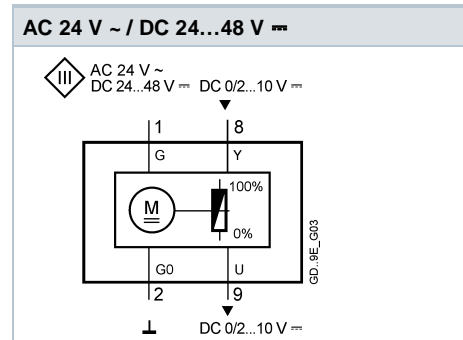 AC 24 V ~ / DC 24...48 V ⎓
III
AC 24 V ~
DC 24...48 V ⎓ DC 0/2...10 V ⎓
1 8
G Y
100%
M
0%
G0 U
2 9
DC 0/2...10 V ⎓
GD..9E_G03